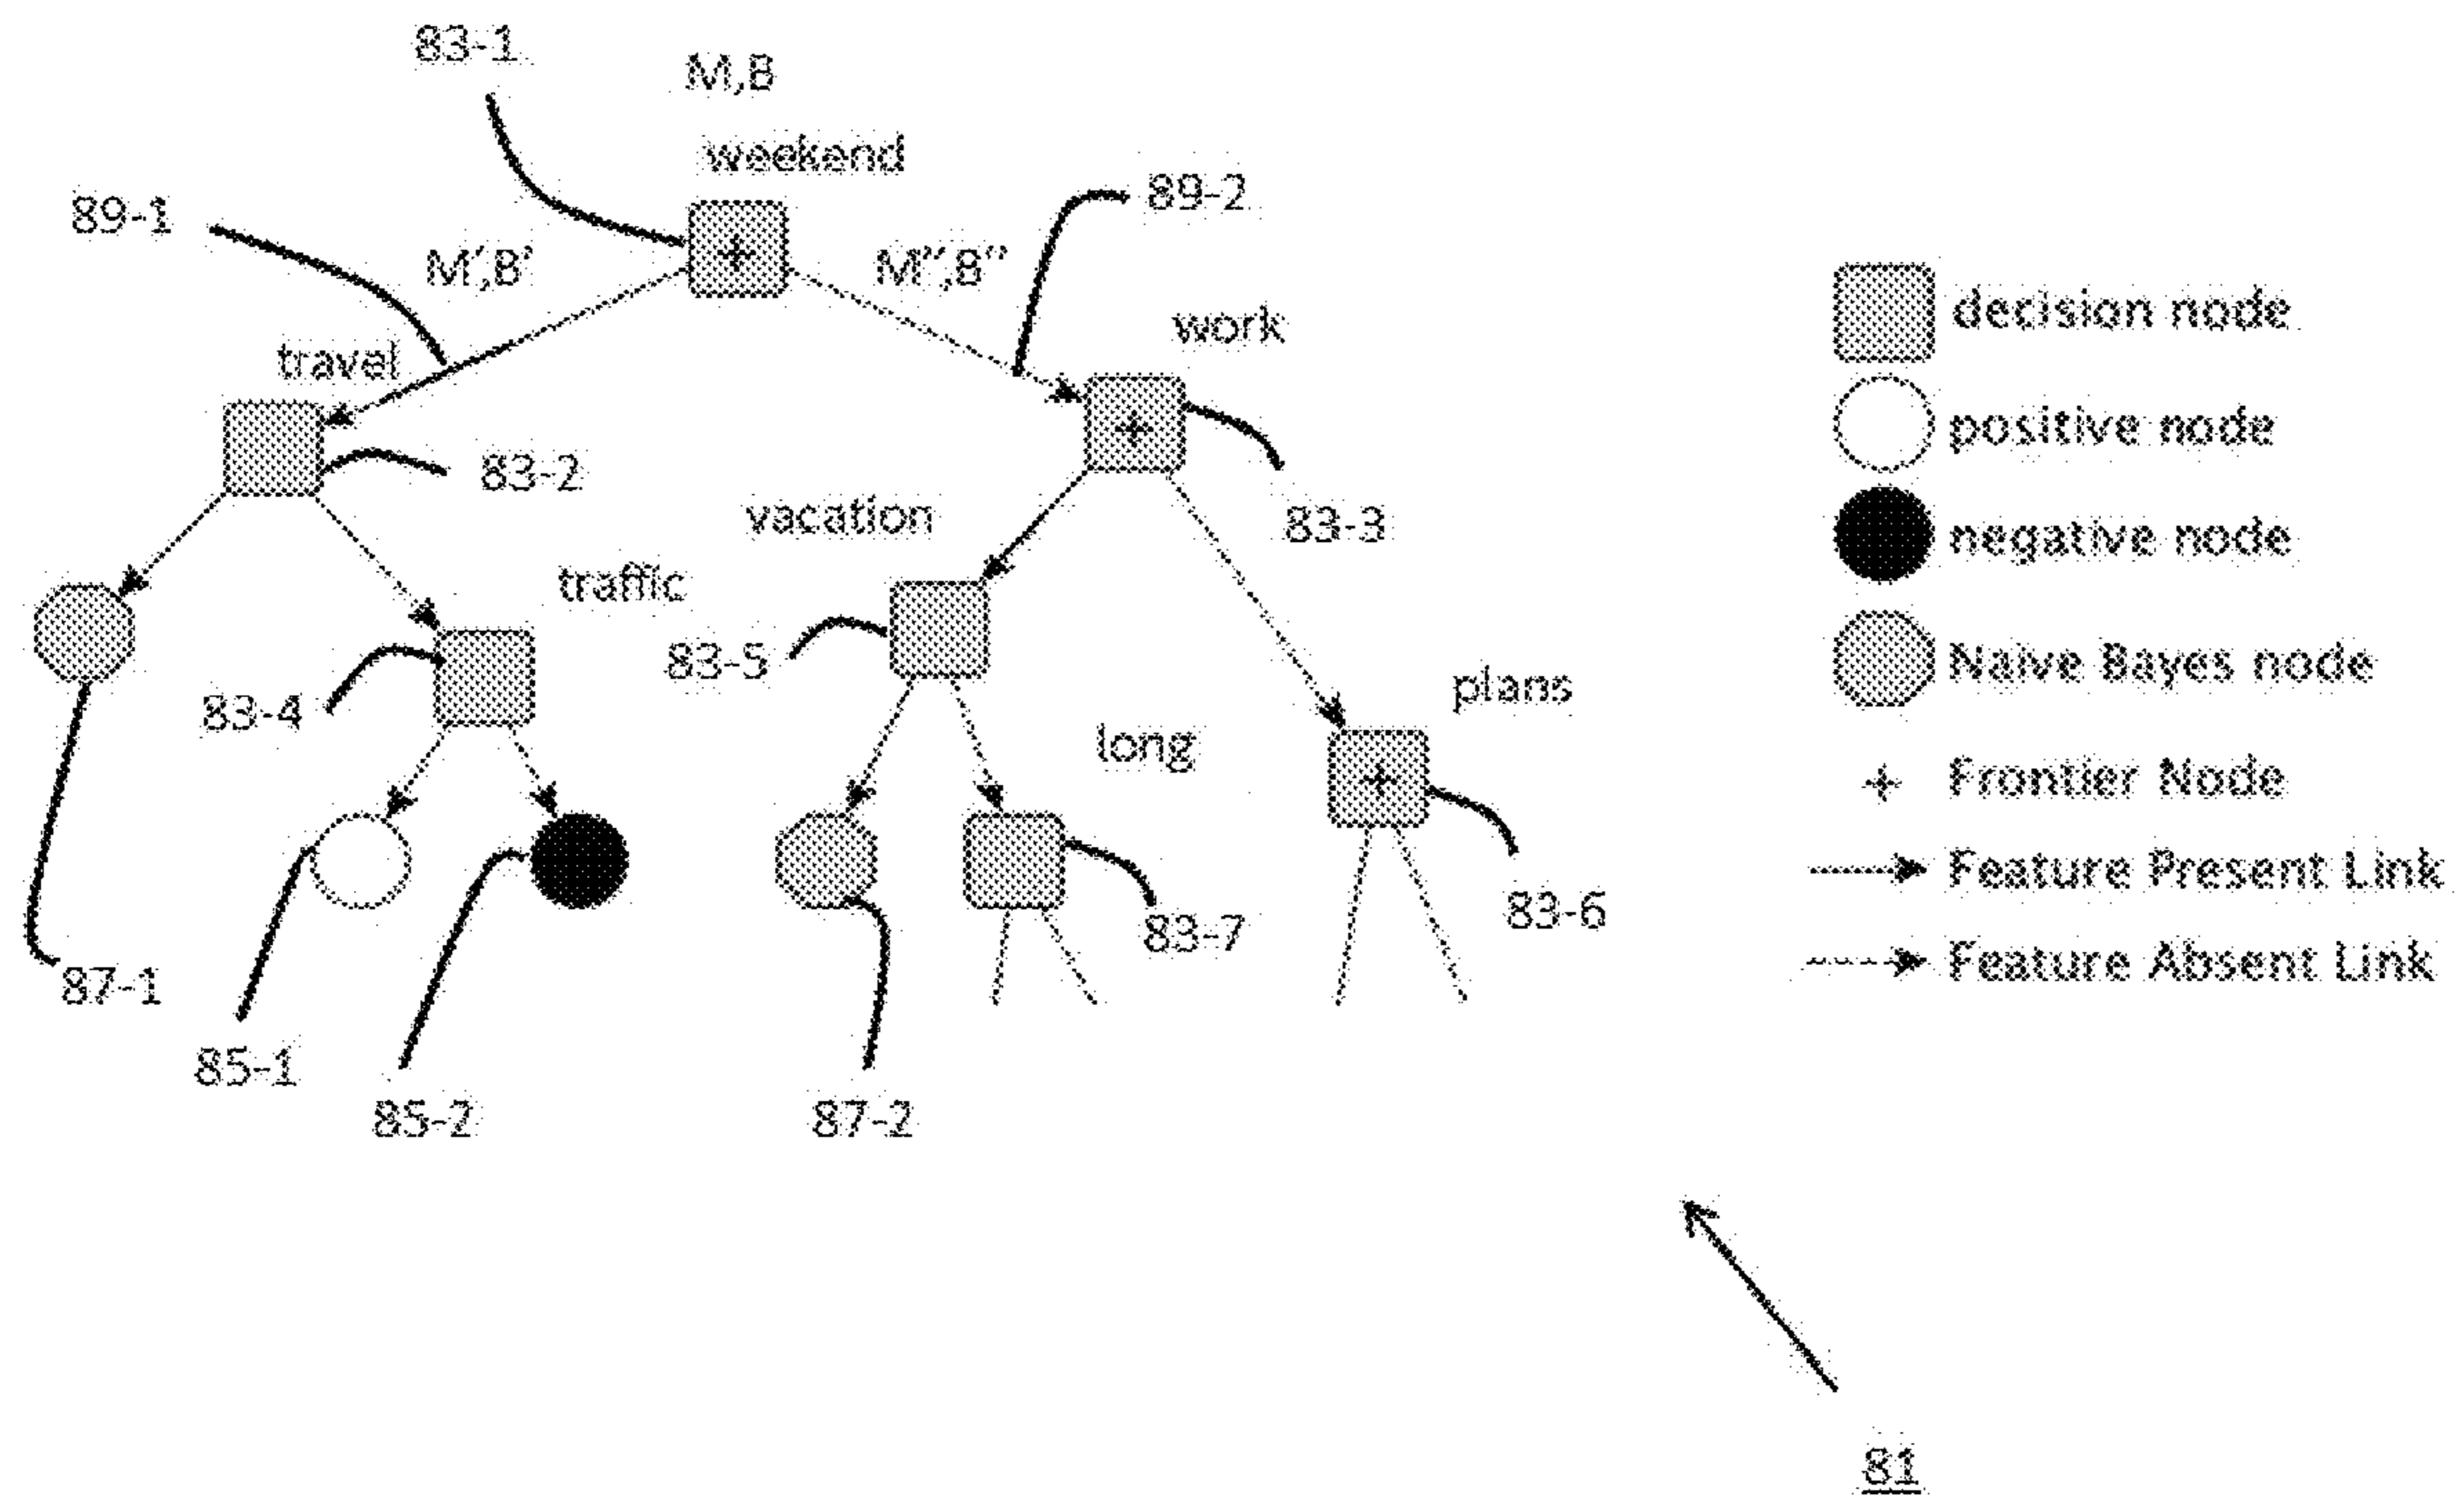 83-1
M,B
weekend
89-1
89-2
M',B'
M'',B''
work
travel
83-2
vacation
83-3
traffic
83-4
83-5
plans
long
83-6
83-7
87-1
85-1
85-2
87-2
decision node
positive node
negative node
Naïve Bayes node
+ Frontier Node
Feature Present Link
Feature Absent Link
81